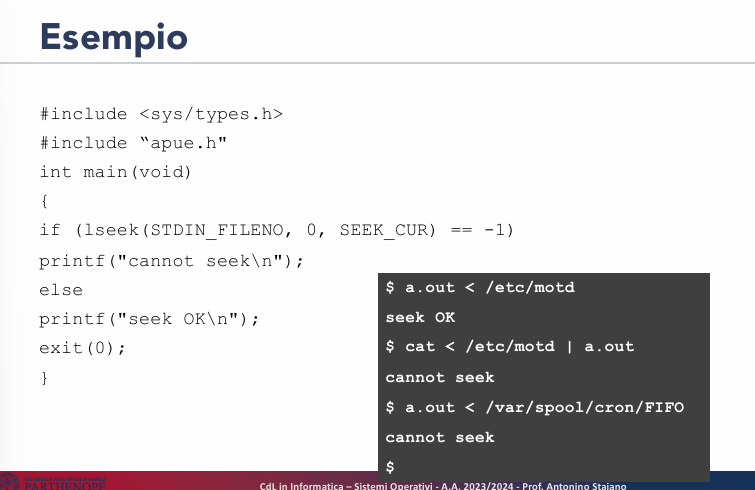 Esempio
#include <sys/types.h>
#include “apue.h"
int main(void)
{
if (lseek(STDIN_FILENO, 0, SEEK_CUR) == -1)
printf("cannot seek\n");
else
printf("seek OK\n");
exit(0);
}
$ a.out < /etc/motd
seek OK
$ cat < /etc/motd | a.out
cannot seek
$ a.out < /var/spool/cron/FIFO
cannot seek
$
PARTHENOPE
CdL in Informatica – Sistemi Operativi - A.A. 2023/2024 - Prof. Antonino Staiano